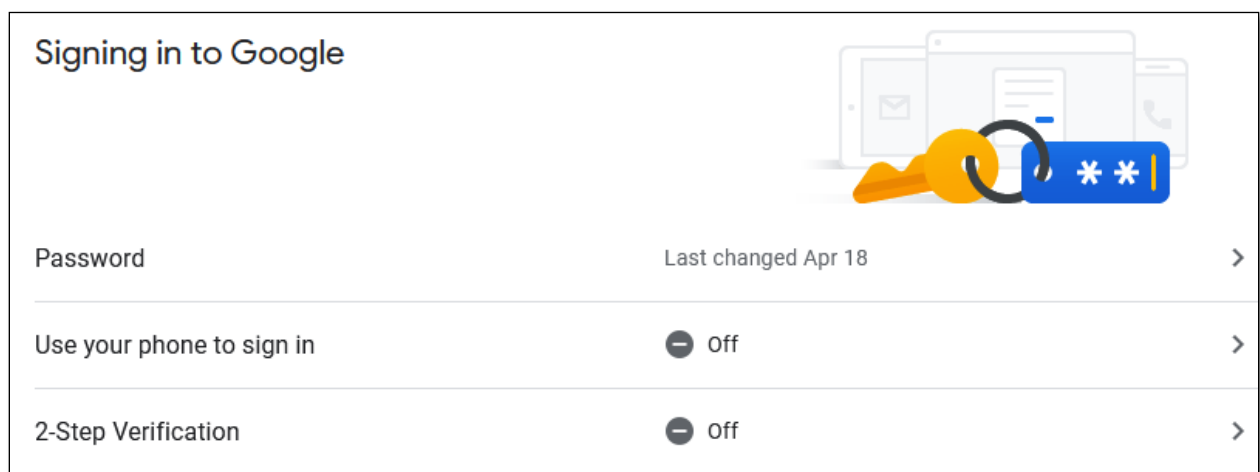 Signing in to Google
**
Password Last changed Apr 18
Use your phone to sign in Off
2-Step Verification Off